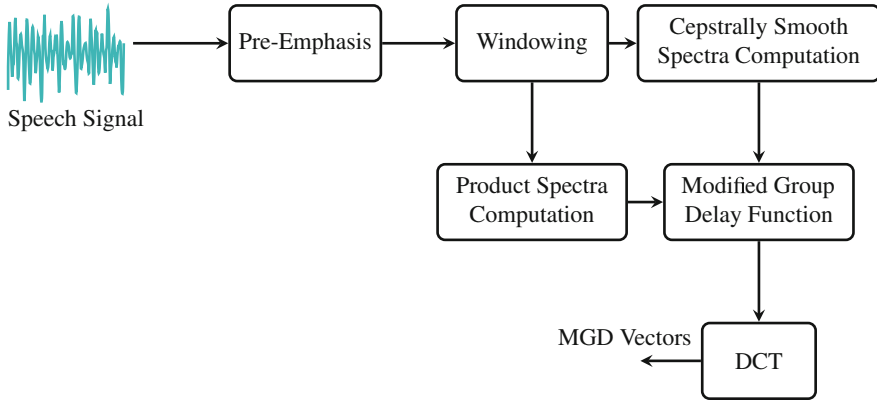 Speech Signal
Pre-Emphasis
Windowing
Cepstrally Smooth
Spectra Computation
Product Spectra
Computation
Modified Group
Delay Function
MGD Vectors
DCT